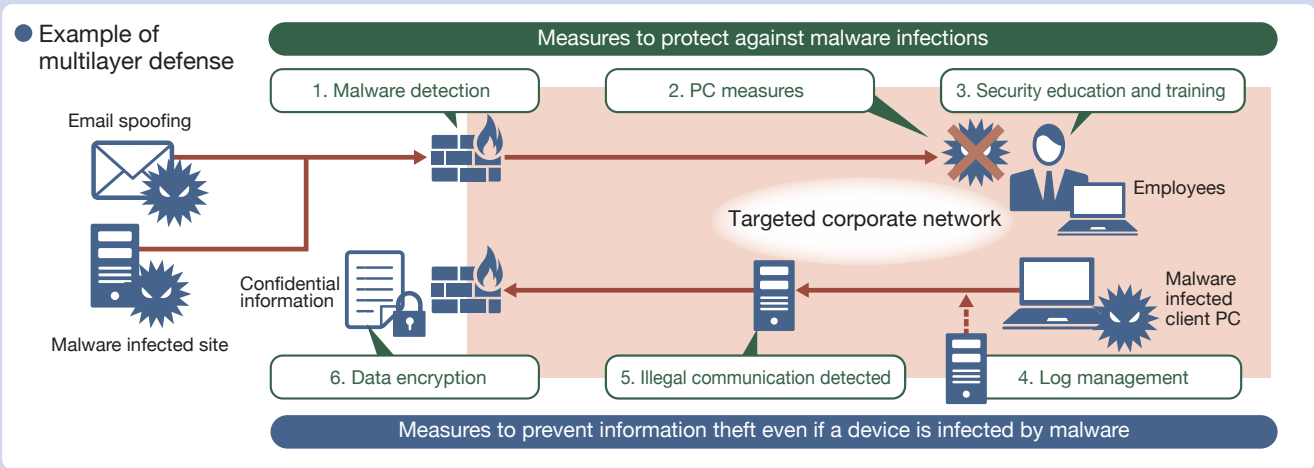 Example of
multilayer defense
Measures to protect against malware infections
1. Malware detection
2. PC measures
3. Security education and training
Email spoofing
Employees
Targeted corporate network
Confidential
information
Malware
infected
client PC
Malware infected site
6. Data encryption
5. Illegal communication detected
4. Log management
Measures to prevent information theft even if a device is infected by malware